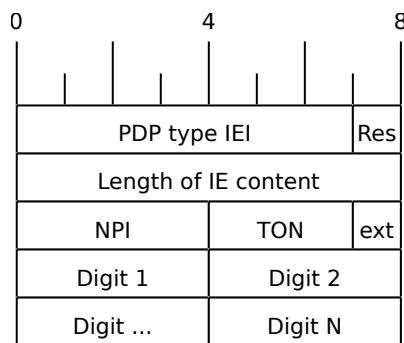 0 4 8
PDP type IEI Res
Length of IE content
NPI TON ext
Digit 1 Digit 2
Digit ... Digit N